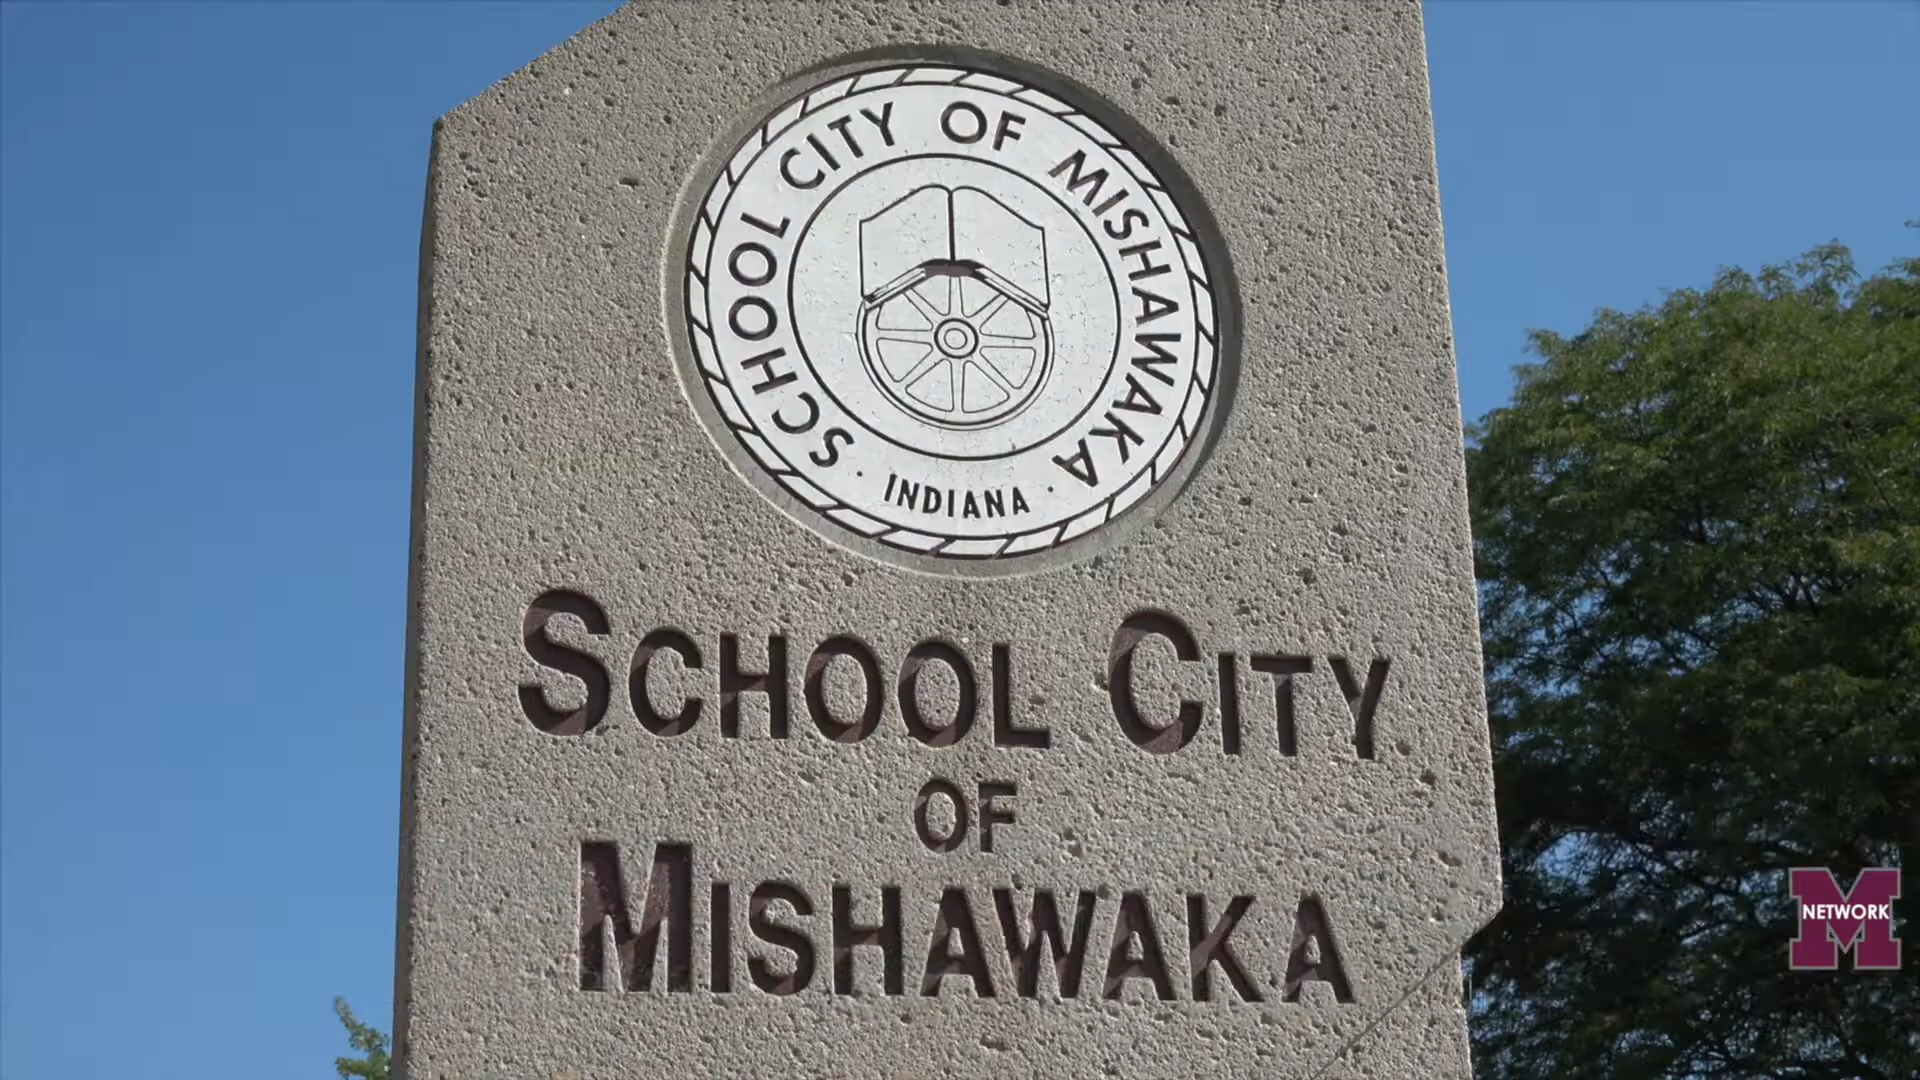 SCHOOL CITY OF MISHAWAKA
· INDIANA ·
SCHOOL CITY
OF
MISHAWAKA
M
NETWORK